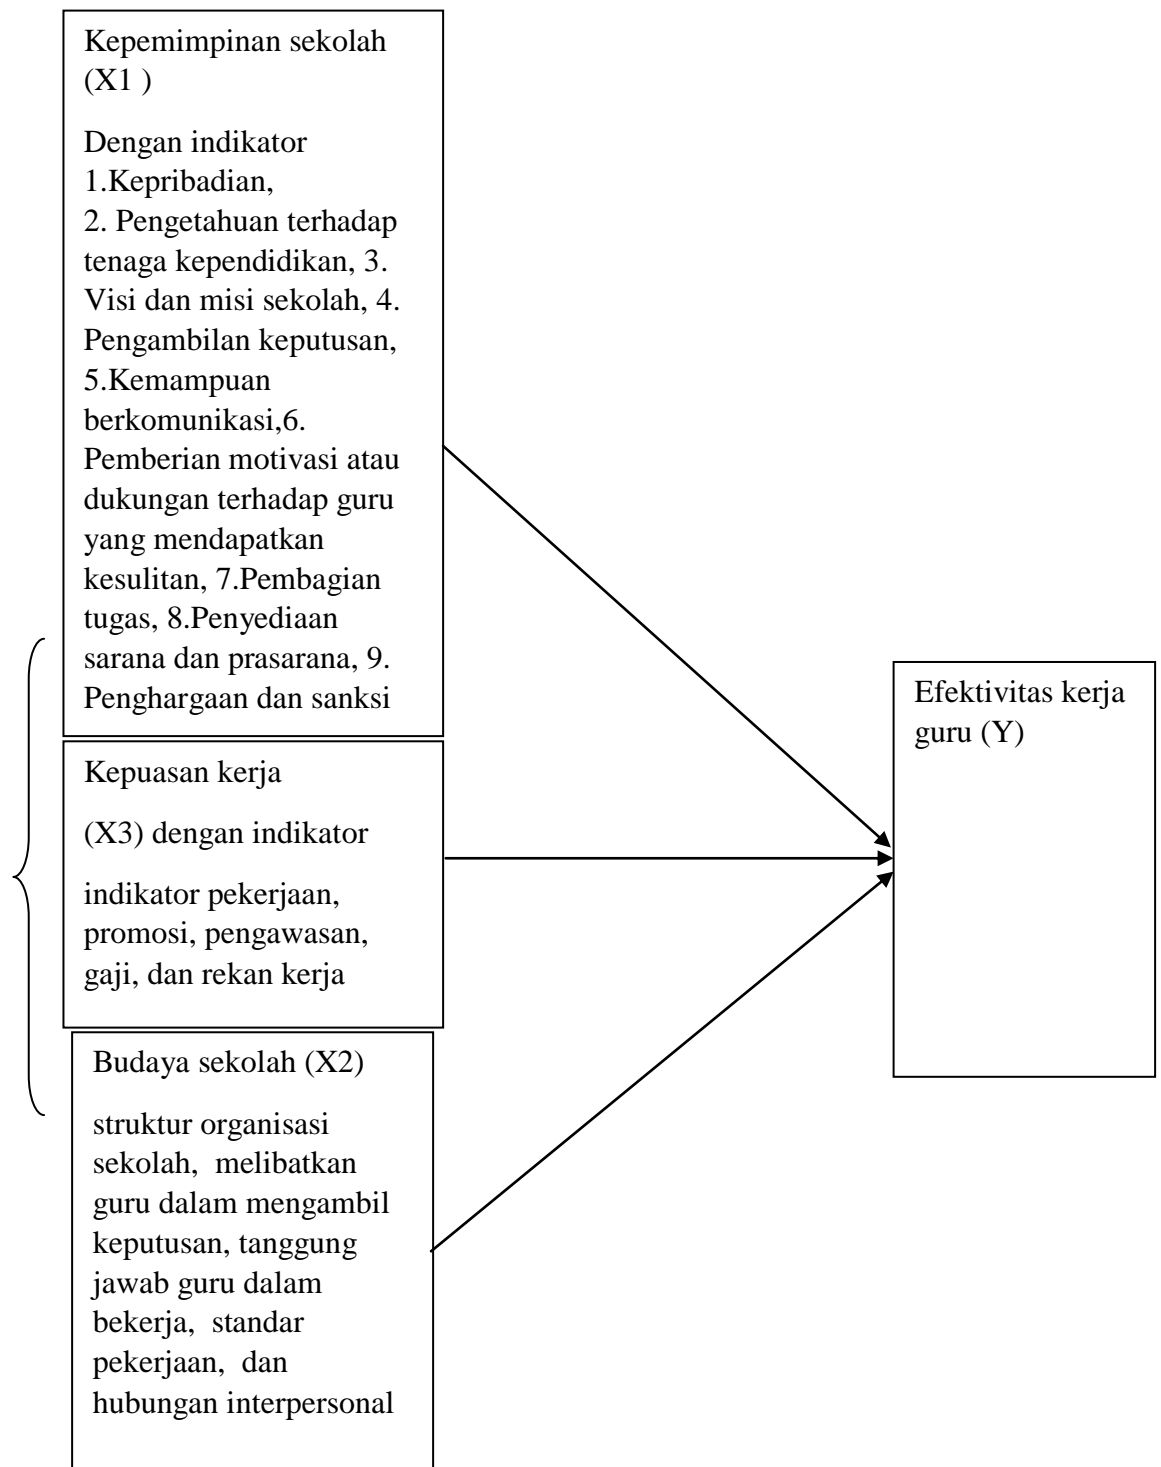 Kepemimpinan sekolah
(X1 )
Dengan indikator
1.Kepribadian,
2. Pengetahuan terhadap
tenaga kependidikan, 3.
Visi dan misi sekolah, 4.
Pengambilan keputusan,
5.Kemampuan
berkomunikasi,6.
Pemberian motivasi atau
dukungan terhadap guru
yang mendapatkan
kesulitan, 7.Pembagian
tugas, 8.Penyediaan
sarana dan prasarana, 9.
Penghargaan dan sanksi
Kepuasan kerja
(X3) dengan indikator
indikator pekerjaan,
promosi, pengawasan,
gaji, dan rekan kerja
Budaya sekolah (X2)
struktur organisasi
sekolah,  melibatkan
guru dalam mengambil
keputusan, tanggung
jawab guru dalam
bekerja,  standar
pekerjaan,  dan
hubungan interpersonal
Efektivitas kerja
guru (Y)